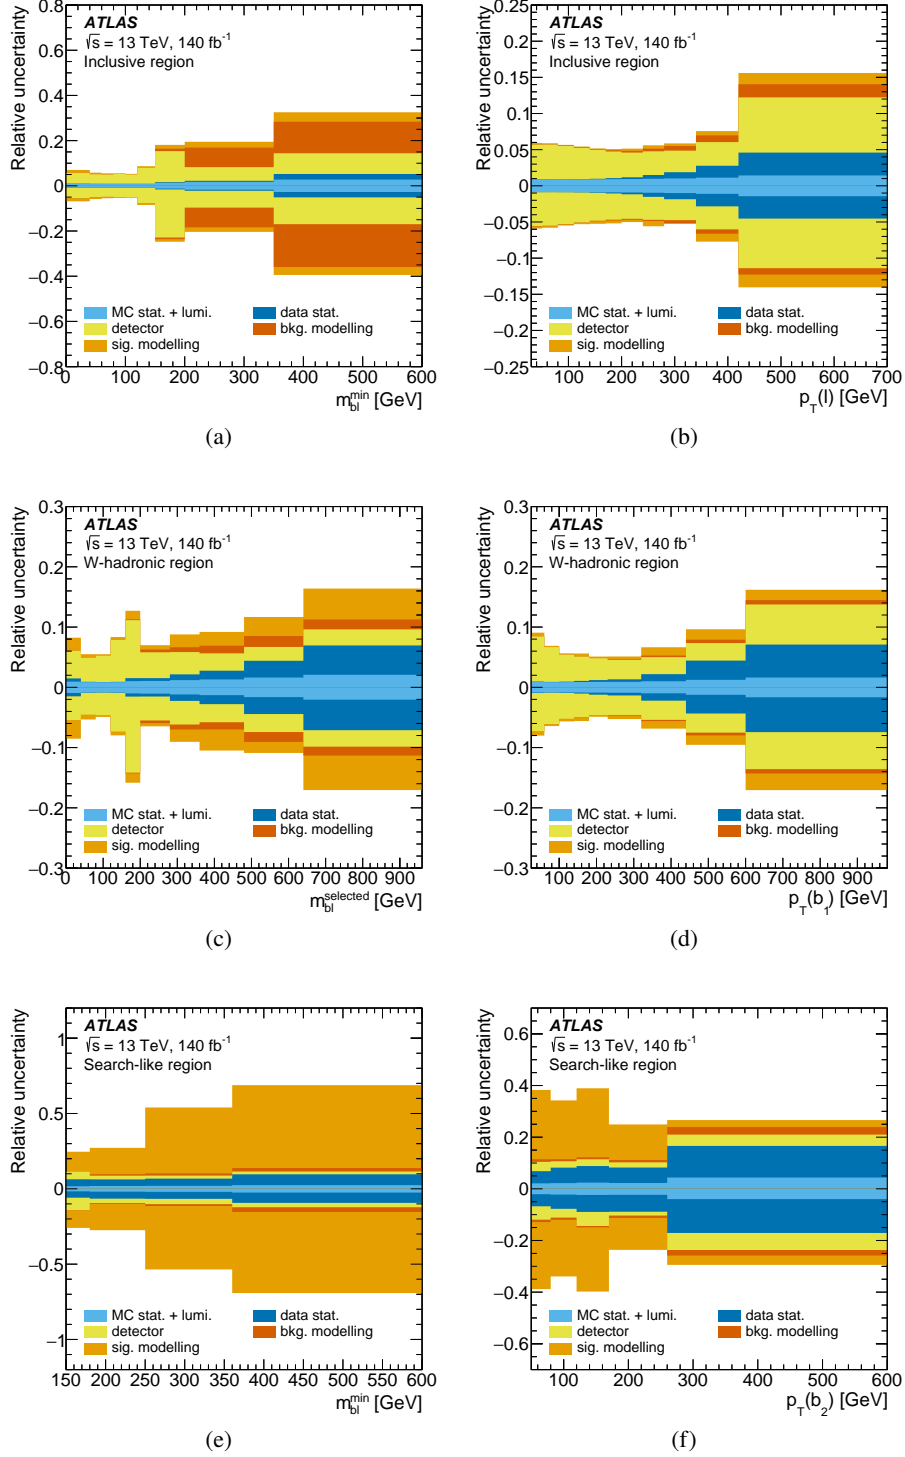 Relative uncertainty
0.8
0.6
0.4
0.2
0
−0.2
−0.4
−0.6
−0.8
ATLAS
√s = 13 TeV, 140 fb⁻¹
Inclusive region
MC stat. + lumi.
data stat.
detector
bkg. modelling
sig. modelling
0 100 200 300 400 500 600
m_bl^min [GeV]
(a)
Relative uncertainty
0.25
0.2
0.15
0.1
0.05
0
−0.05
−0.1
−0.15
−0.2
−0.25
ATLAS
√s = 13 TeV, 140 fb⁻¹
Inclusive region
MC stat. + lumi.
data stat.
detector
bkg. modelling
sig. modelling
100 200 300 400 500 600 700
p_T(l) [GeV]
(b)
Relative uncertainty
0.3
0.2
0.1
0
−0.1
−0.2
−0.3
ATLAS
√s = 13 TeV, 140 fb⁻¹
W-hadronic region
MC stat. + lumi.
data stat.
detector
bkg. modelling
sig. modelling
0 100 200 300 400 500 600 700 800 900
m_bl^selected [GeV]
(c)
Relative uncertainty
0.3
0.2
0.1
0
−0.1
−0.2
−0.3
ATLAS
√s = 13 TeV, 140 fb⁻¹
W-hadronic region
MC stat. + lumi.
data stat.
detector
bkg. modelling
sig. modelling
100 200 300 400 500 600 700 800 900
p_T(b_1) [GeV]
(d)
Relative uncertainty
1
0.5
0
−0.5
−1
ATLAS
√s = 13 TeV, 140 fb⁻¹
Search-like region
MC stat. + lumi.
data stat.
detector
bkg. modelling
sig. modelling
150 200 250 300 350 400 450 500 550 600
m_bl^min [GeV]
(e)
Relative uncertainty
0.6
0.4
0.2
0
−0.2
−0.4
−0.6
ATLAS
√s = 13 TeV, 140 fb⁻¹
Search-like region
MC stat. + lumi.
data stat.
detector
bkg. modelling
sig. modelling
100 200 300 400 500 600
p_T(b_2) [GeV]
(f)